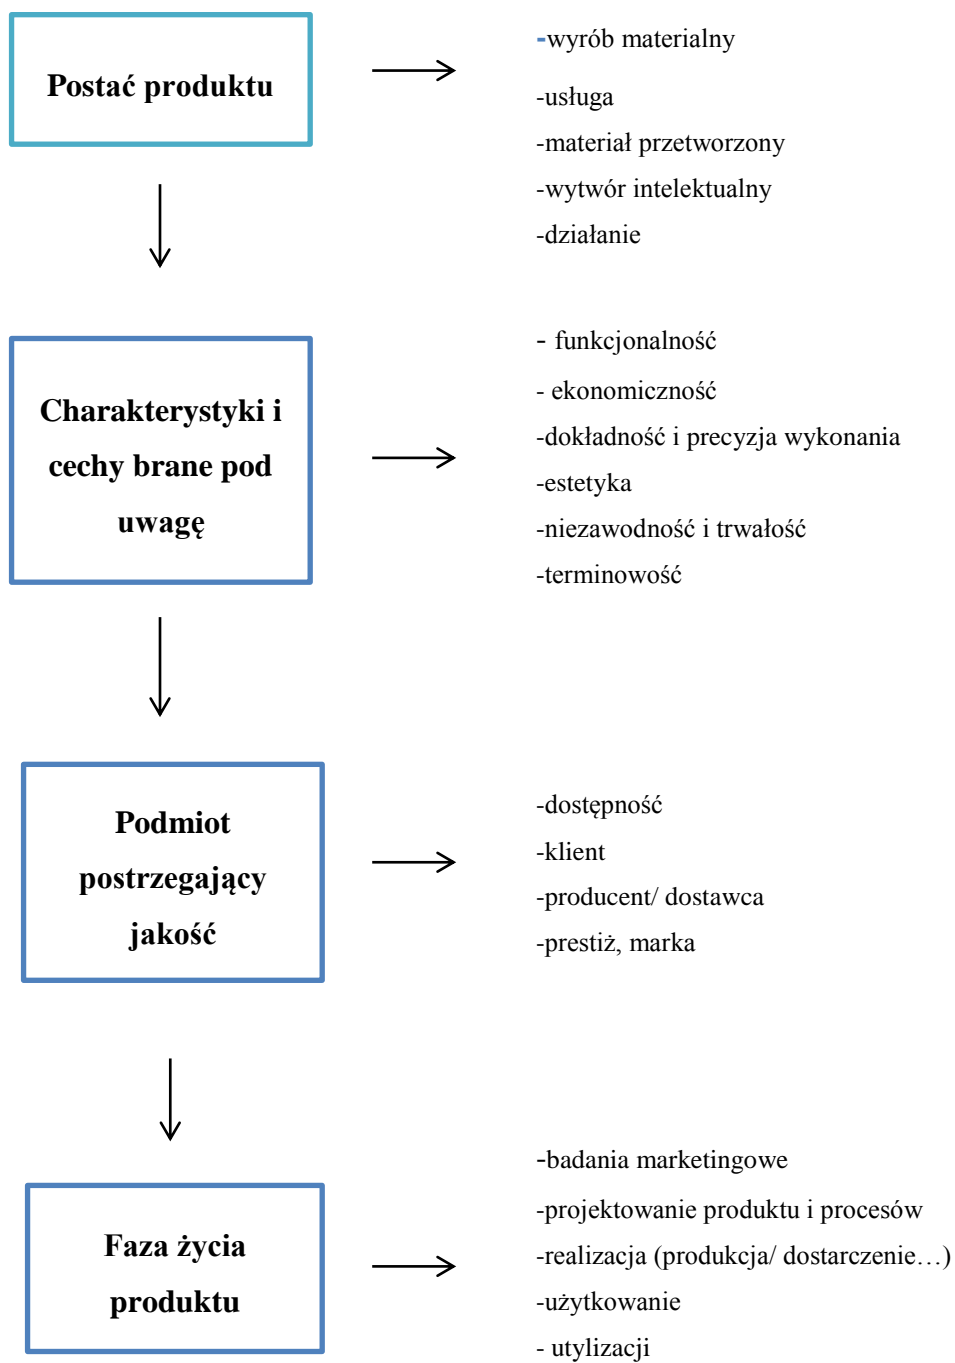 Postać produktu
-wyrób materialny
-usługa
-materiał przetworzony
-wytwór intelektualny
-działanie
Charakterystyki i
cechy brane pod
uwagę
- funkcjonalność
- ekonomiczność
-dokładność i precyzja wykonania
-estetyka
-niezawodność i trwałość
-terminowość
Podmiot
postrzegający
jakość
-dostępność
-klient
-producent/ dostawca
-prestiż, marka
Faza życia
produktu
-badania marketingowe
-projektowanie produktu i procesów
-realizacja (produkcja/ dostarczenie…)
-użytkowanie
- utylizacji